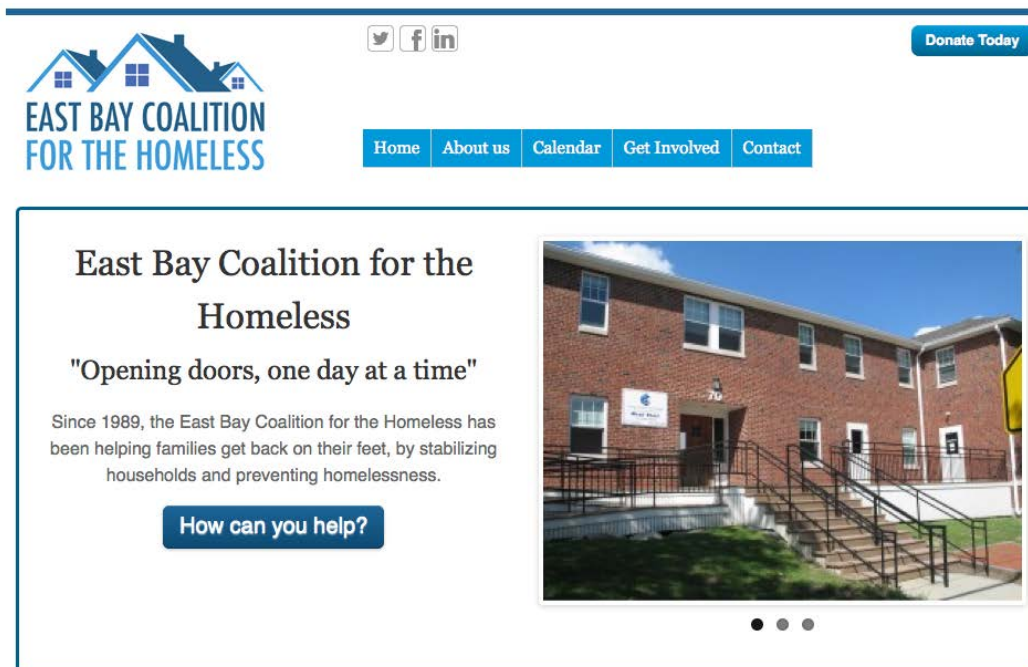 EAST BAY COALITION
FOR THE HOMELESS
Donate Today
Home About us Calendar Get Involved Contact
East Bay Coalition for the
Homeless
"Opening doors, one day at a time"
Since 1989, the East Bay Coalition for the Homeless has
been helping families get back on their feet, by stabilizing
households and preventing homelessness.
How can you help?
70